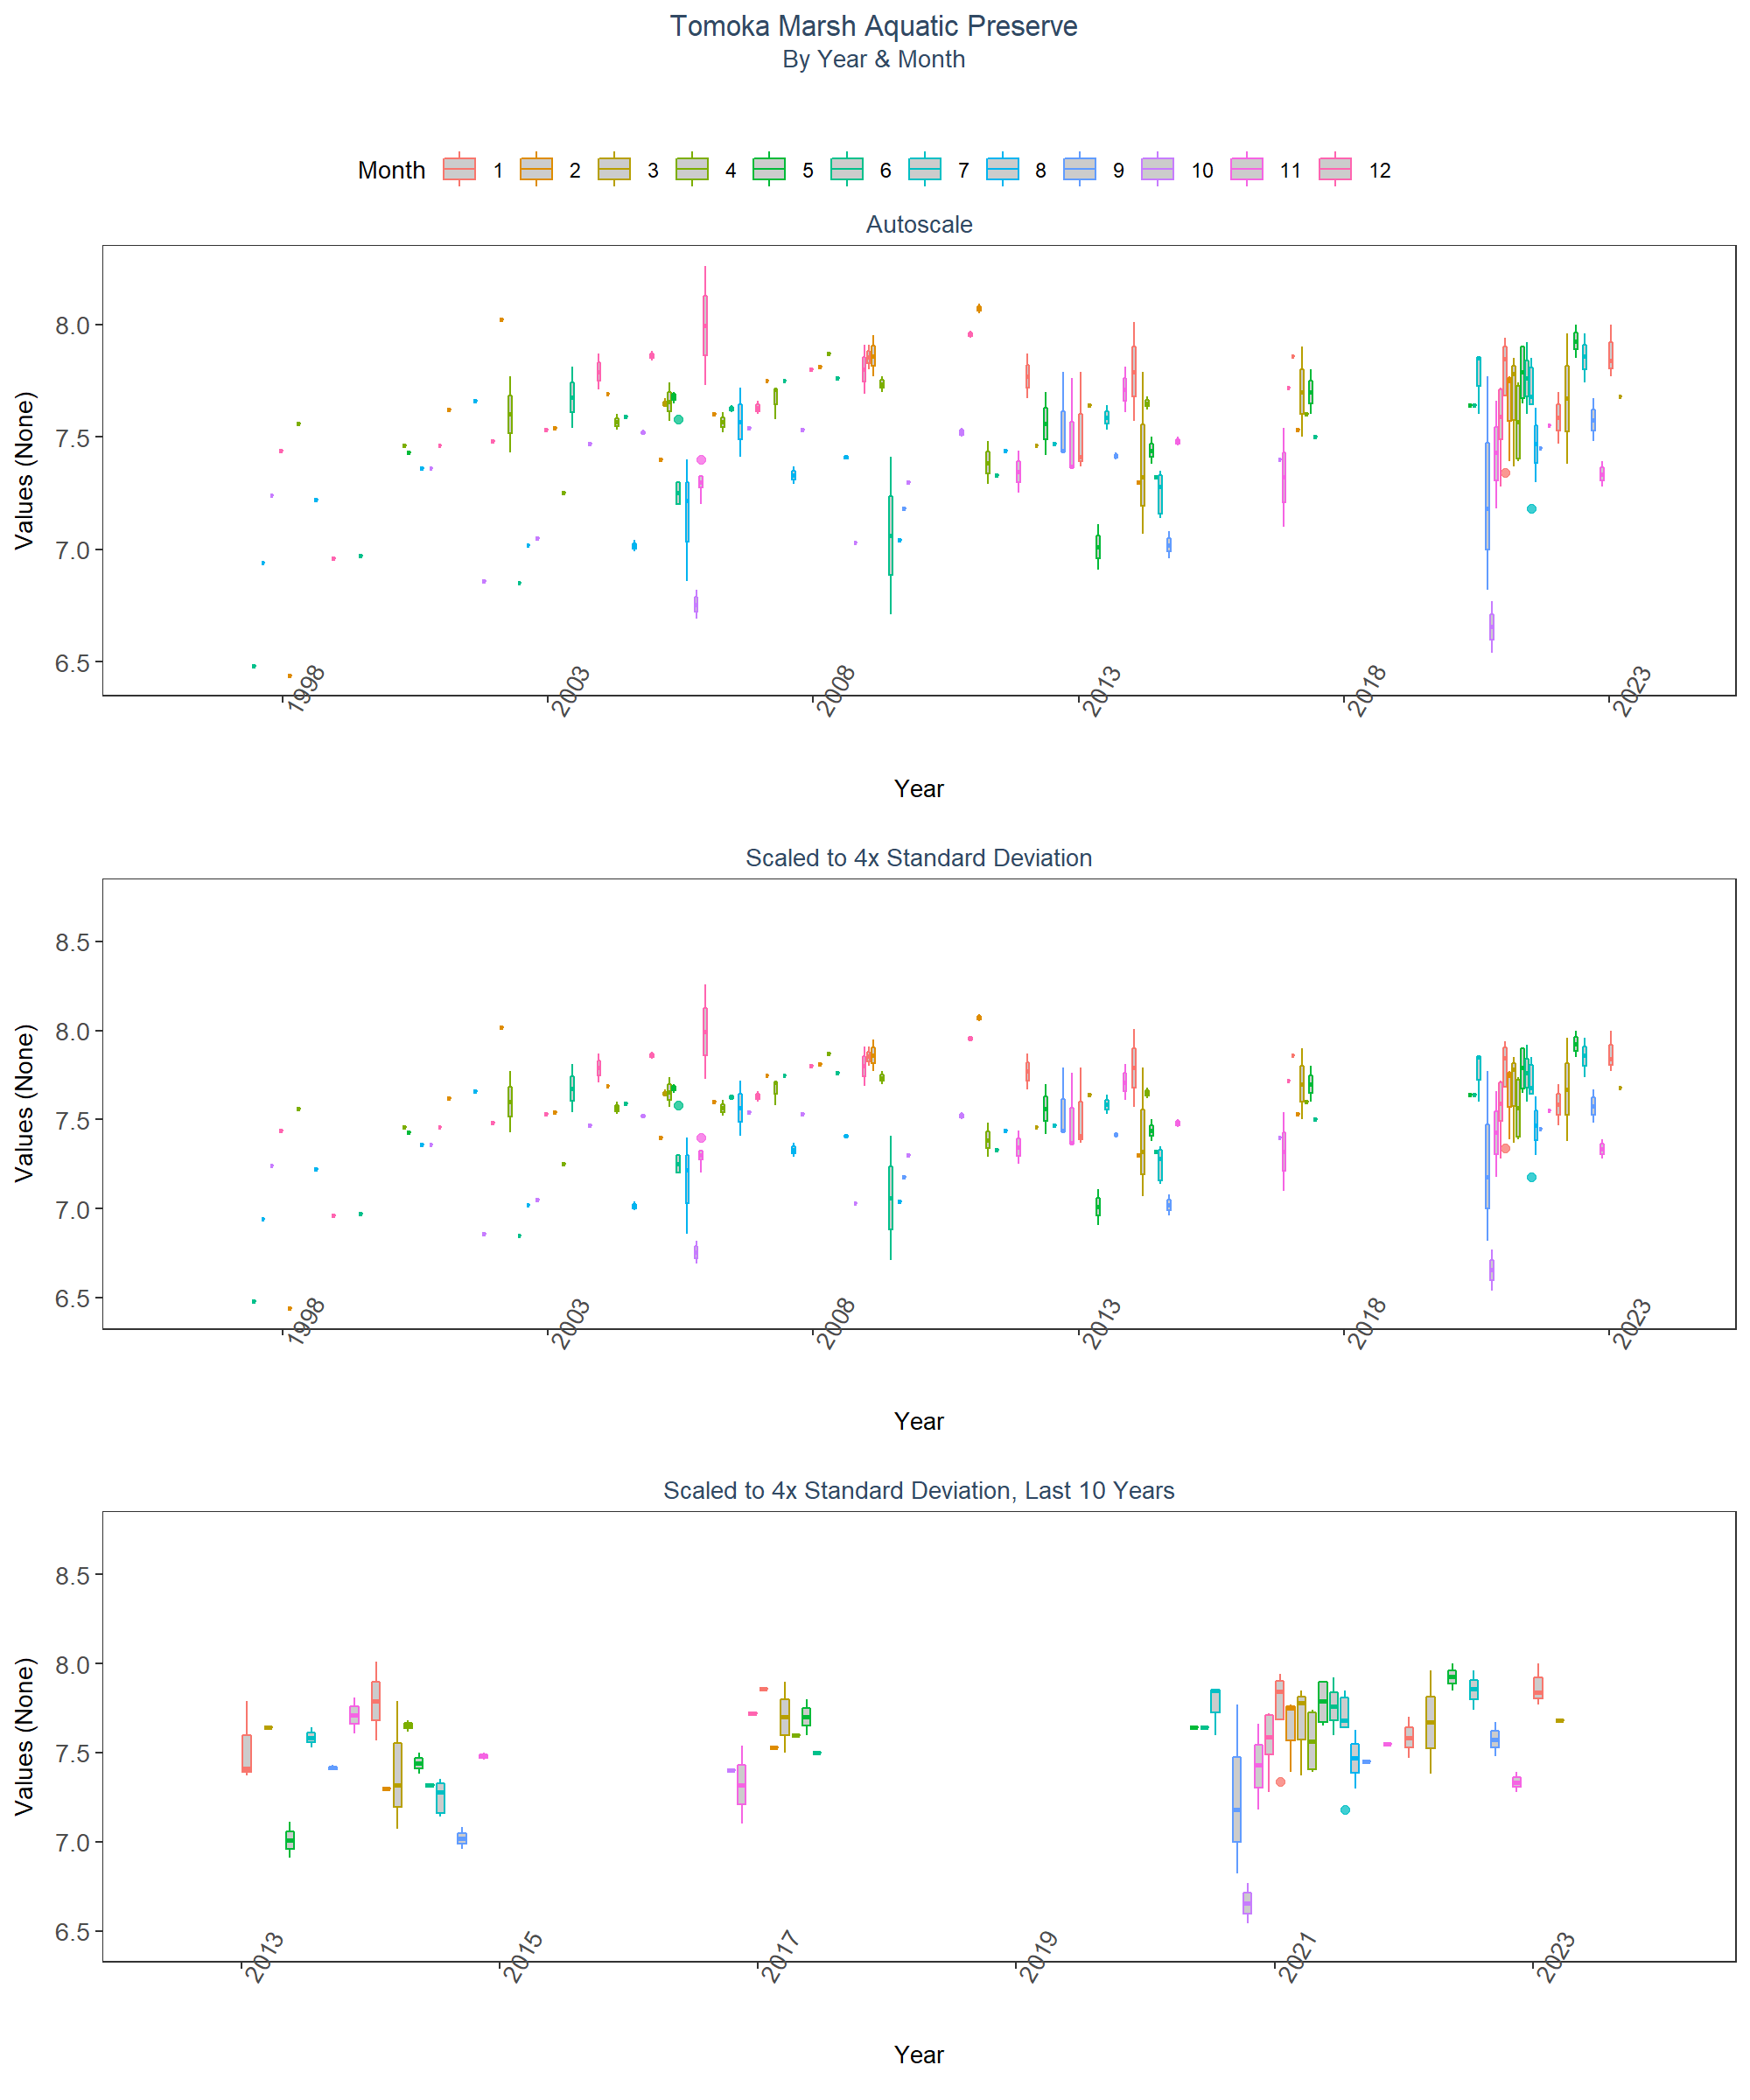 Tomoka Marsh Aquatic Preserve
By Year & Month
Month 1 2 3 4 5 6 7 8 9 10 11 12
Autoscale
Values (None)
8.0
7.5
7.0
6.5
1998 2003 2008 2013 2018 2023
Year
Scaled to 4x Standard Deviation
Values (None)
8.5
8.0
7.5
7.0
6.5
1998 2003 2008 2013 2018 2023
Year
Scaled to 4x Standard Deviation, Last 10 Years
Values (None)
8.5
8.0
7.5
7.0
6.5
2013 2015 2017 2019 2021 2023
Year